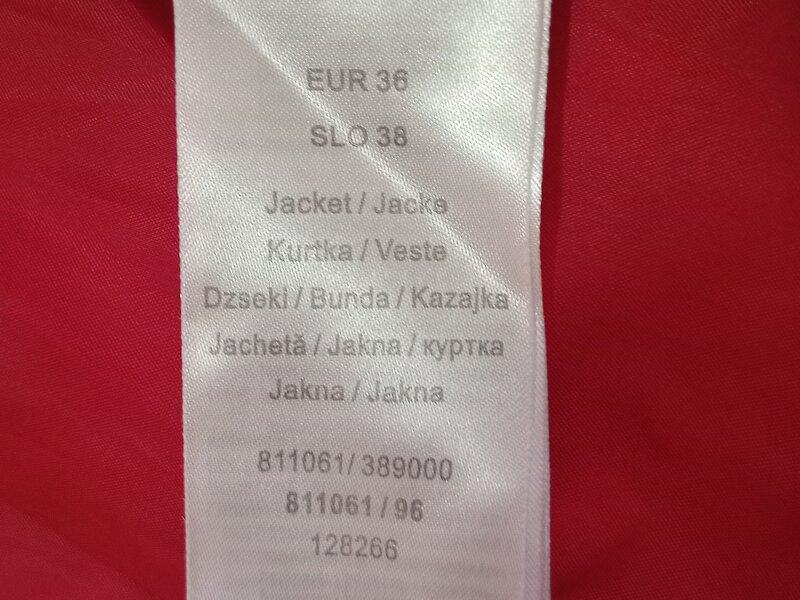 EUR 36
SLO 38
Jacket / Jacke
Kurtka / Veste
Dzseki / Bunda / Kazajka
Jachetă / Jakna / куртка
Jakna / Jakna
811061/ 389000
811061 / 96
128266